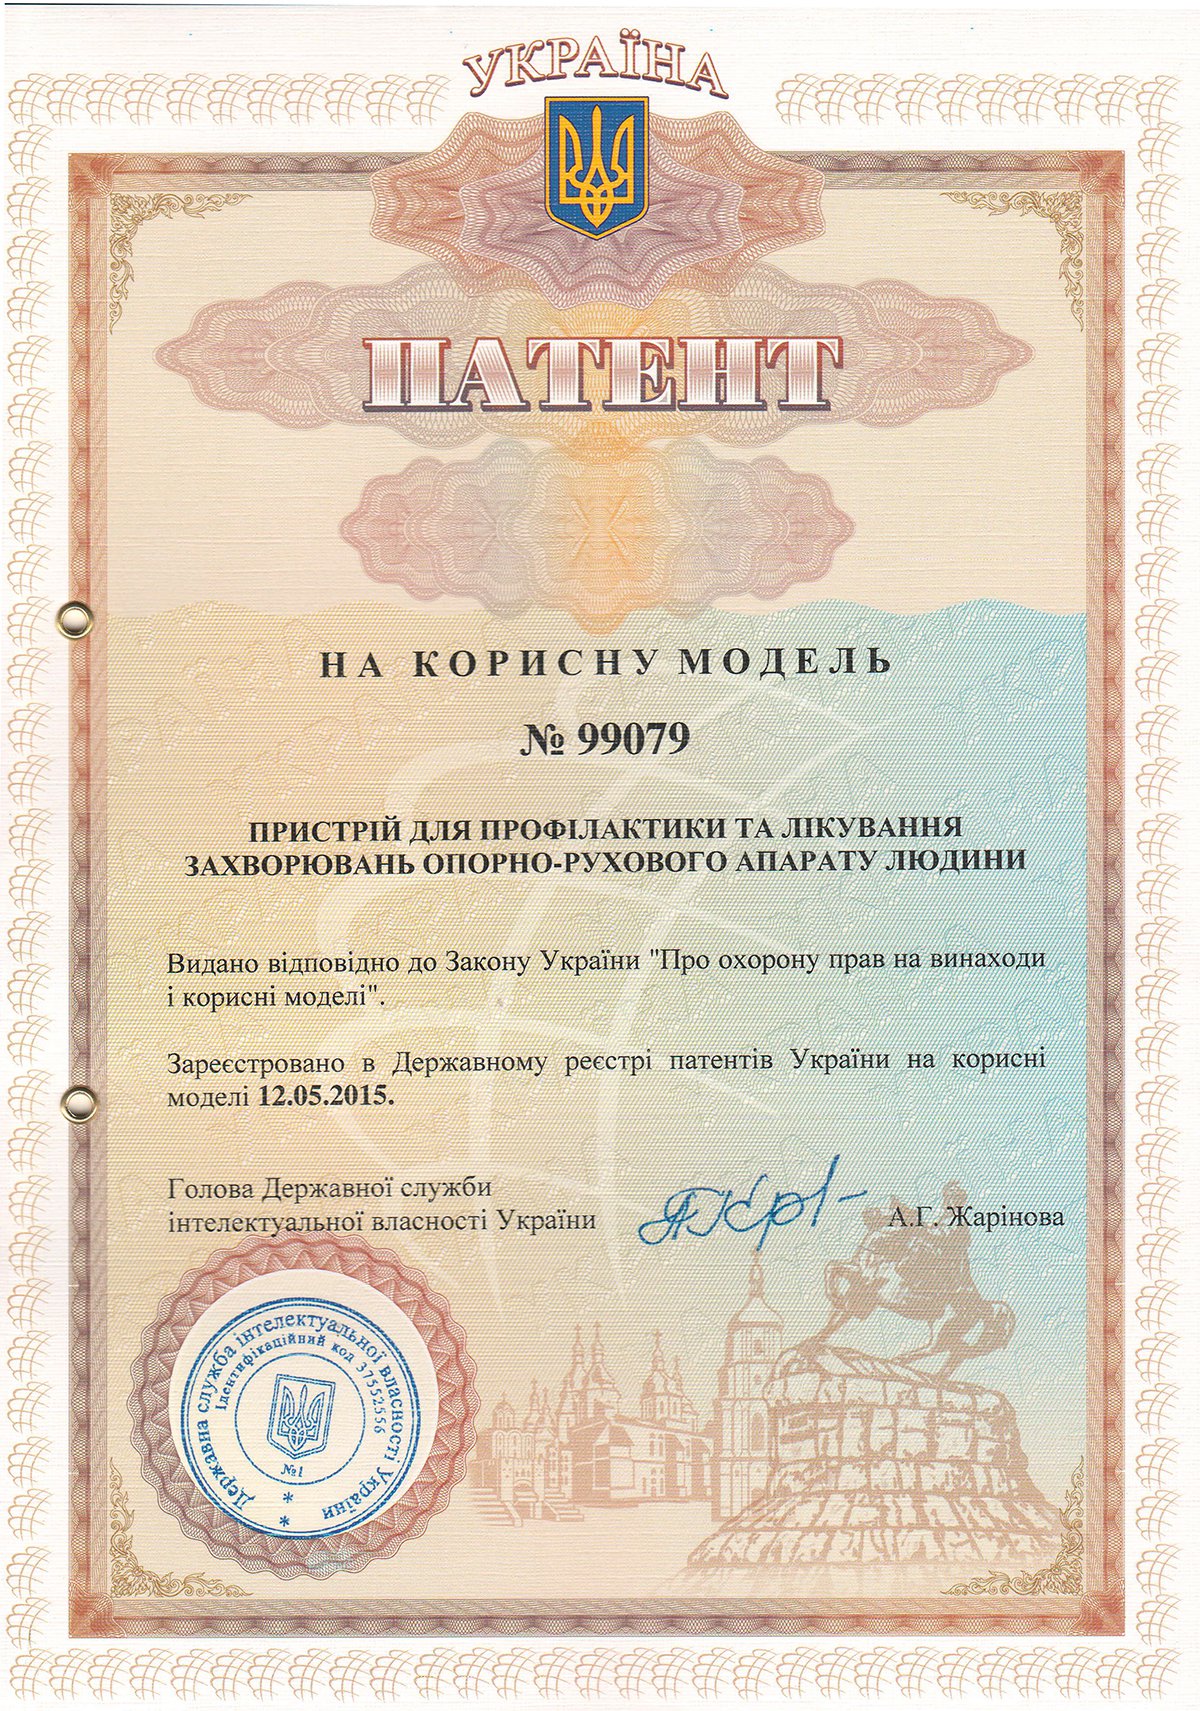 УКРАЇНА
ПАТЕНТ
НА КОРИСНУ МОДЕЛЬ
№ 99079
ПРИСТРІЙ ДЛЯ ПРОФІЛАКТИКИ ТА ЛІКУВАННЯ
ЗАХВОРЮВАНЬ ОПОРНО-РУХОВОГО АПАРАТУ ЛЮДИНИ
Видано відповідно до Закону України "Про охорону прав на винаходи
і корисні моделі".
Зареєстровано в Державному реєстрі патентів України на корисні
моделі 12.05.2015.
Голова Державної служби
інтелектуальної власності України
А.Г. Жарінова
Державна служба інтелектуальної власності України
Ідентифікаційний код 37552556
№1
* *